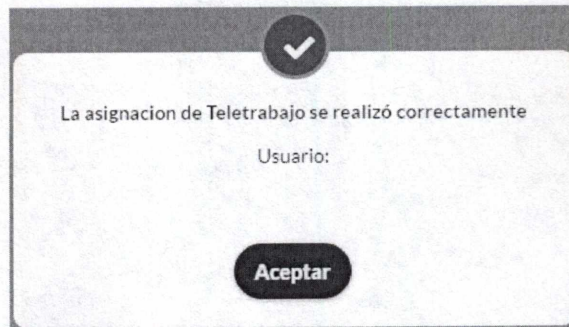 La asignacion de Teletrabajo se realizó correctamente
Usuario:
Aceptar